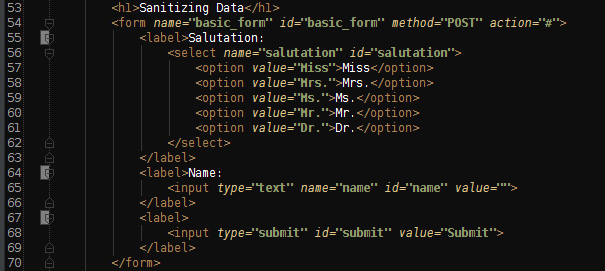 53 <h1>Sanitizing Data</h1>
54 <form name="basic_form" id="basic_form" method="POST" action="#">
55 <label>Salutation:
56 <select name="salutation" id="salutation">
57 <option value="Miss">Miss</option>
58 <option value="Mrs.">Mrs.</option>
59 <option value="Ms.">Ms.</option>
60 <option value="Mr.">Mr.</option>
61 <option value="Dr.">Dr.</option>
62 </select>
63 </label>
64 <label>Name:
65 <input type="text" name="name" id="name" value="">
66 </label>
67 <label>
68 <input type="submit" id="submit" value="Submit">
69 </label>
70 </form>